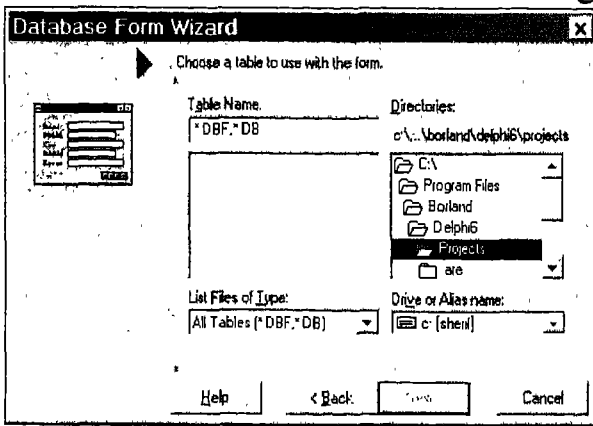 Database Form Wizard
Choose a table to use with the form.
Table Name.
*DBF,*DB
Directories:
c:\...\borland\delphi6\projects
C:\
Program Files
Borland
Delphi6
Projects
are
List Files of Type:
All Tables (*DBF,*DB)
Drive or Alias name:
Help
< Back
Cancel